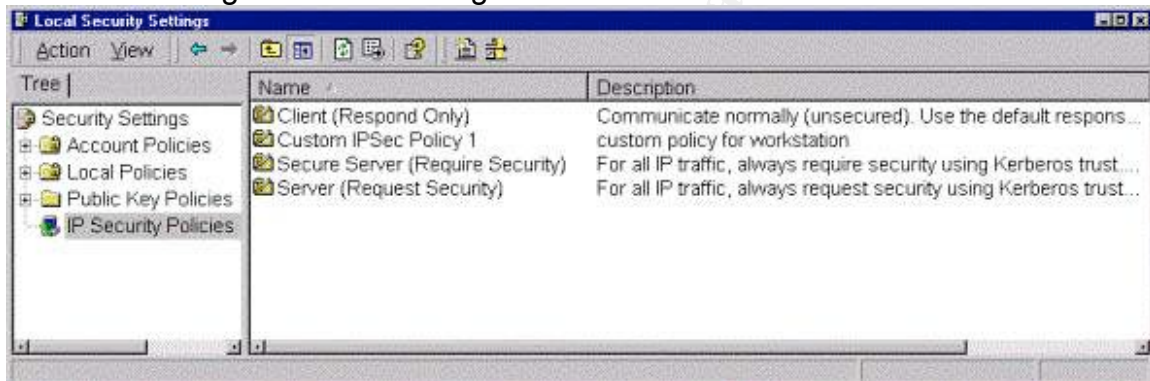 Local Security Settings
Action View
Tree
Name Description
Security Settings
Account Policies
Local Policies
Public Key Policies
IP Security Policies
Client (Respond Only) Communicate normally (unsecured). Use the default respons...
Custom IPSec Policy 1 custom policy for workstation
Secure Server (Require Security) For all IP traffic, always require security using Kerberos trust....
Server (Request Security) For all IP traffic, always request security using Kerberos trust...